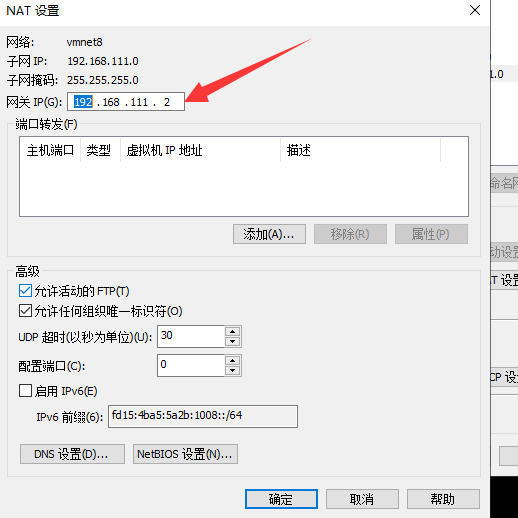 NAT 设置
网络: vmnet8
子网 IP: 192.168.111.0
子网掩码: 255.255.255.0
网关 IP(G): 192 . 168 . 111 . 2
端口转发(F)
主机端口 类型 虚拟机 IP 地址 描述
添加(A)... 移除(R) 属性(P)
高级
允许活动的 FTP(T)
允许任何组织唯一标识符(O)
UDP 超时(以秒为单位)(U): 30
配置端口(C): 0
启用 IPv6(E)
IPv6 前缀(6): fd15:4ba5:5a2b:1008::/64
DNS 设置(D)... NetBIOS 设置(N)...
确定 取消 帮助
1.0
命名网
动设置
T 设置
CP 设